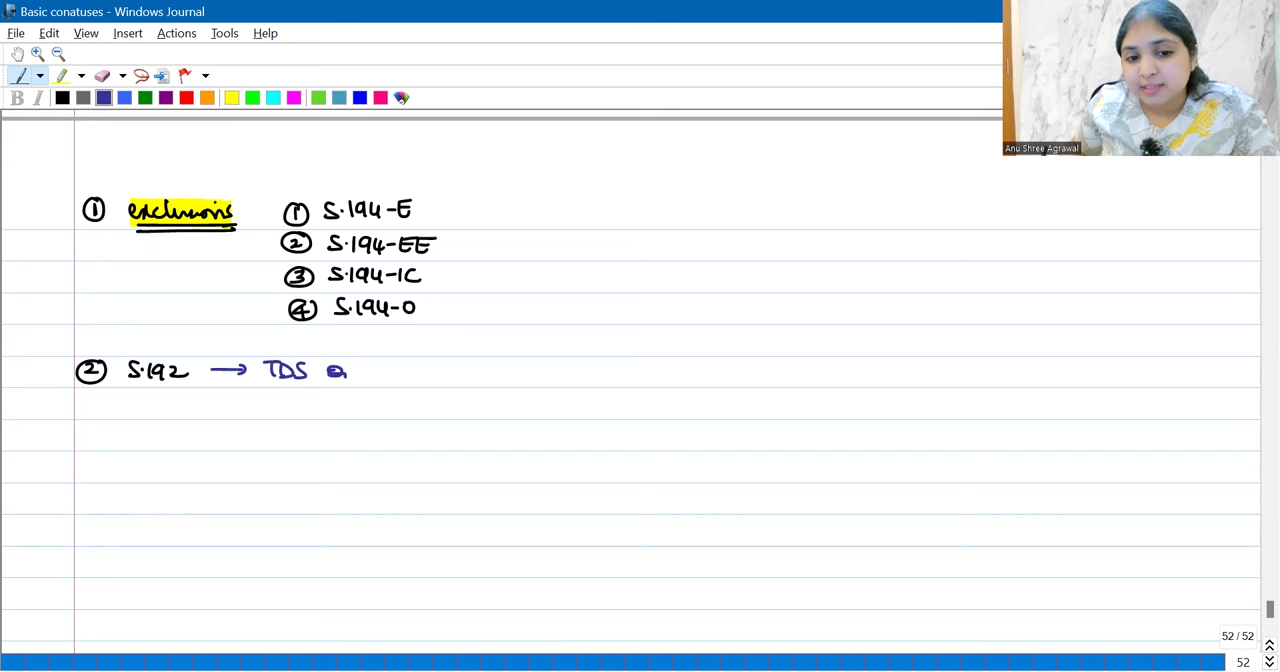 Basic conatuses - Windows Journal
File Edit View Insert Actions Tools Help
B I
Anu Shree Agrawal
① exclusions ① S.194-E
② S.194-EE
③ S.194-IC
④ S.194-O
② S.192 → TDS
52 / 52
52